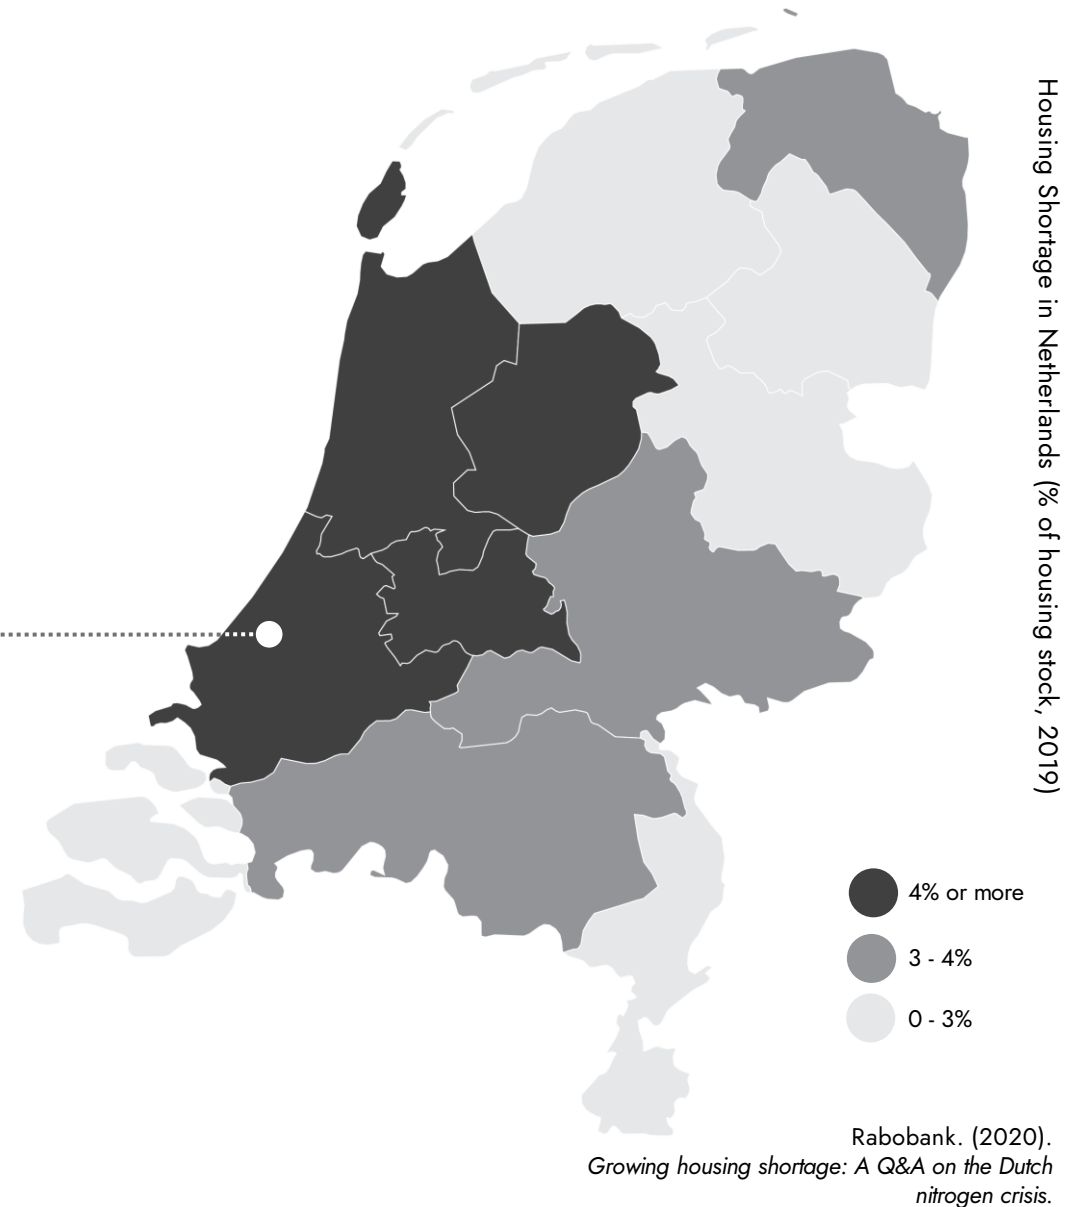 Housing Shortage in Netherlands (% of housing stock, 2019)
4% or more
3 - 4%
0 - 3%
Rabobank. (2020).
Growing housing shortage: A Q&A on the Dutch
nitrogen crisis.